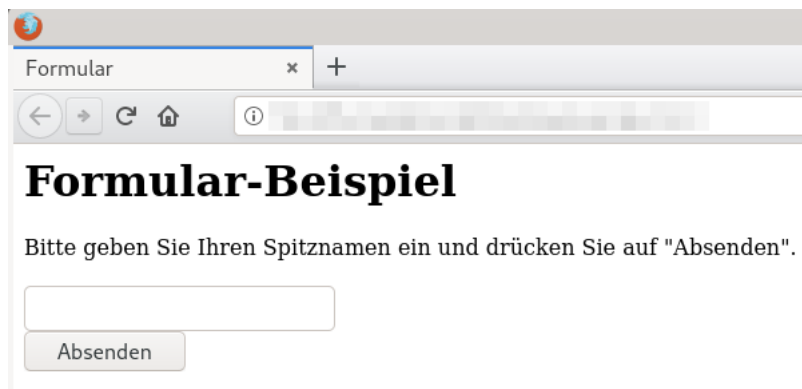 Formular
Formular-Beispiel
Bitte geben Sie Ihren Spitznamen ein und drücken Sie auf "Absenden".
Absenden